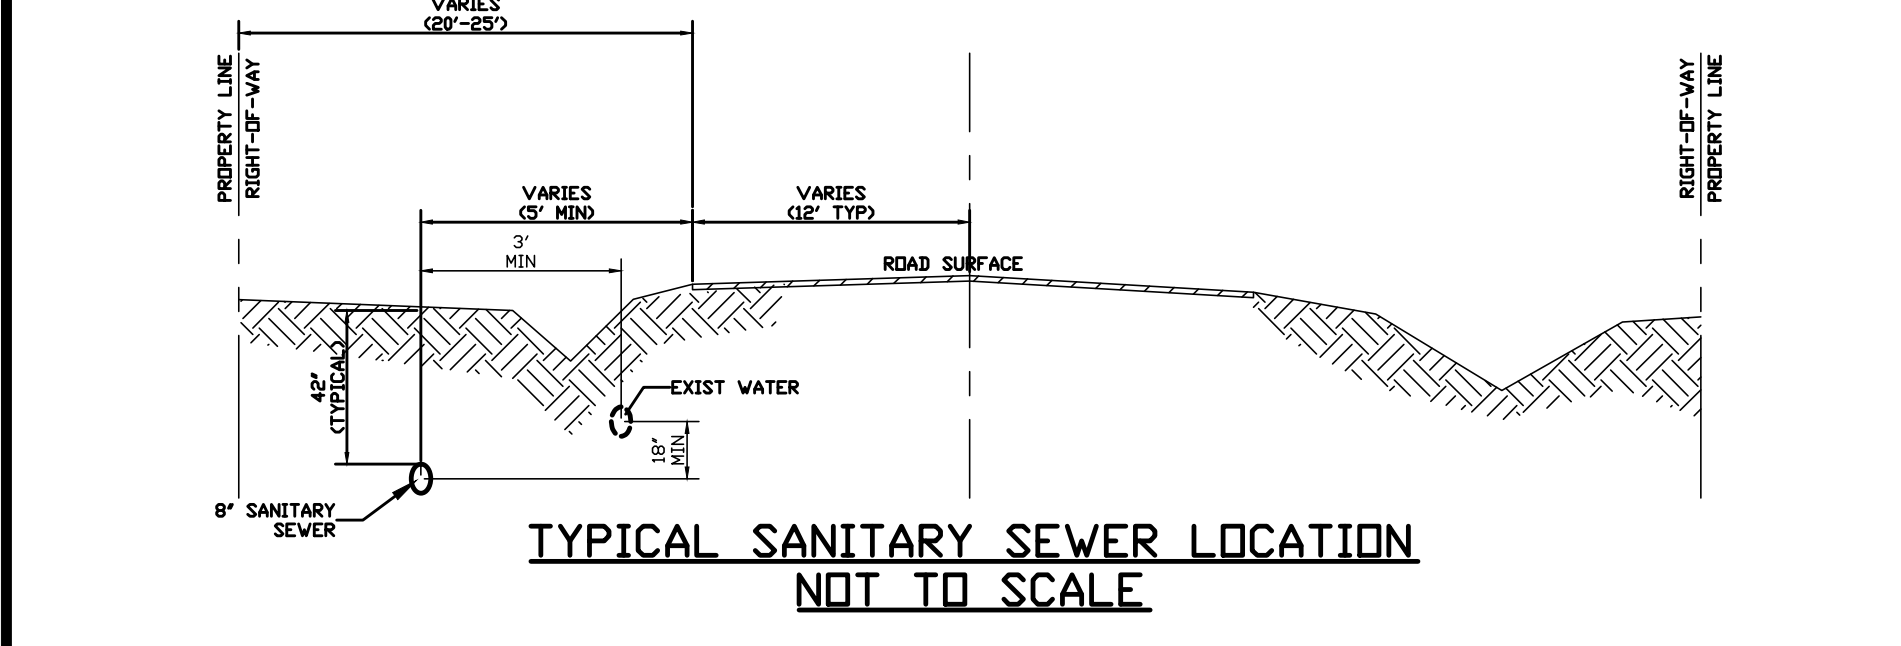 VARIES
(20'-25')
PROPERTY LINE
RIGHT-OF-WAY
RIGHT-OF-WAY
PROPERTY LINE
VARIES
(5' MIN)
VARIES
(12' TYP)
3'
MIN
ROAD SURFACE
42"
(TYPICAL)
EXIST WATER
18"
MIN
8" SANITARY
SEWER
TYPICAL SANITARY SEWER LOCATION
NOT TO SCALE